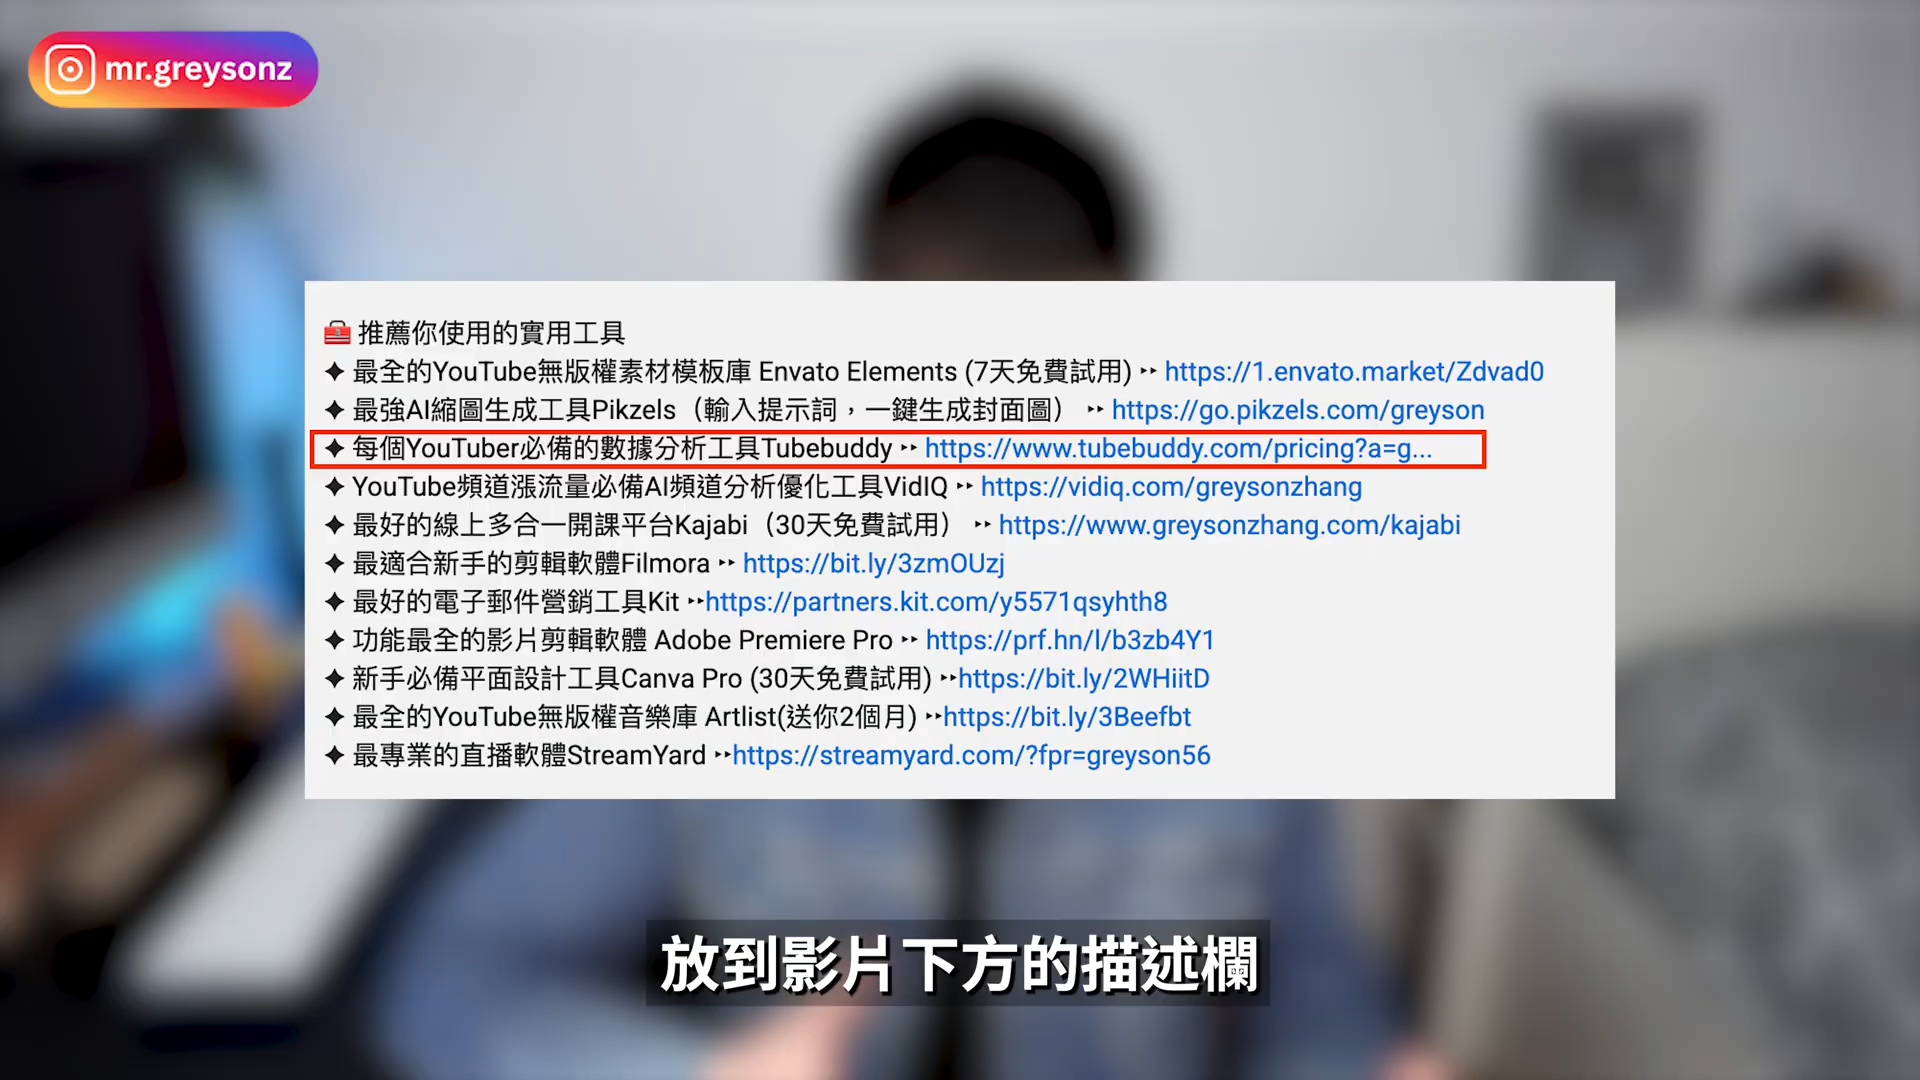 mr.greysonz
🧰 推薦你使用的實用工具
✦ 最全的YouTube無版權素材模板庫 Envato Elements (7天免費試用) ‣‣ https://1.envato.market/Zdvad0
✦ 最強AI縮圖生成工具Pikzels（輸入提示詞，一鍵生成封面圖） ‣‣ https://go.pikzels.com/greyson
✦ 每個YouTuber必備的數據分析工具Tubebuddy ‣‣ https://www.tubebuddy.com/pricing?a=g...
✦ YouTube頻道漲流量必備AI頻道分析優化工具VidIQ ‣‣ https://vidiq.com/greysonzhang
✦ 最好的線上多合一開課平台Kajabi（30天免費試用） ‣‣ https://www.greysonzhang.com/kajabi
✦ 最適合新手的剪輯軟體Filmora ‣‣ https://bit.ly/3zmOUzj
✦ 最好的電子郵件營銷工具Kit ‣‣https://partners.kit.com/y5571qsyhth8
✦ 功能最全的影片剪輯軟體 Adobe Premiere Pro ‣‣ https://prf.hn/l/b3zb4Y1
✦ 新手必備平面設計工具Canva Pro (30天免費試用) ‣‣https://bit.ly/2WHiitD
✦ 最全的YouTube無版權音樂庫 Artlist(送你2個月) ‣‣https://bit.ly/3Beefbt
✦ 最專業的直播軟體StreamYard ‣‣https://streamyard.com/?fpr=greyson56
放到影片下方的描述欄